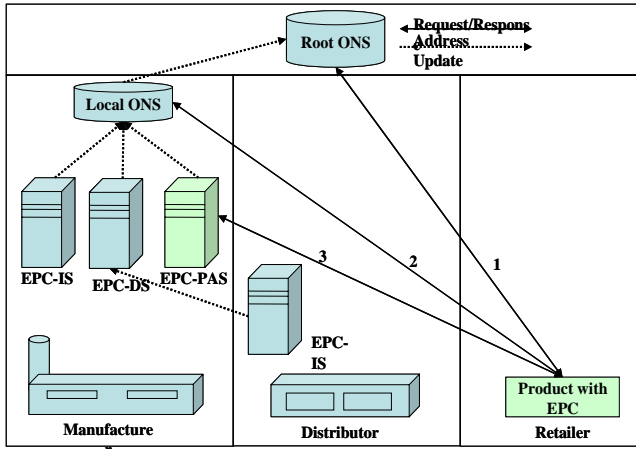 Root ONS
Request/Respons
e
Address
Update
Local ONS
EPC-IS
EPC-DS
EPC-PAS
3
2
1
EPC-
IS
Product with
EPC
Manufacture
Distributor
Retailer